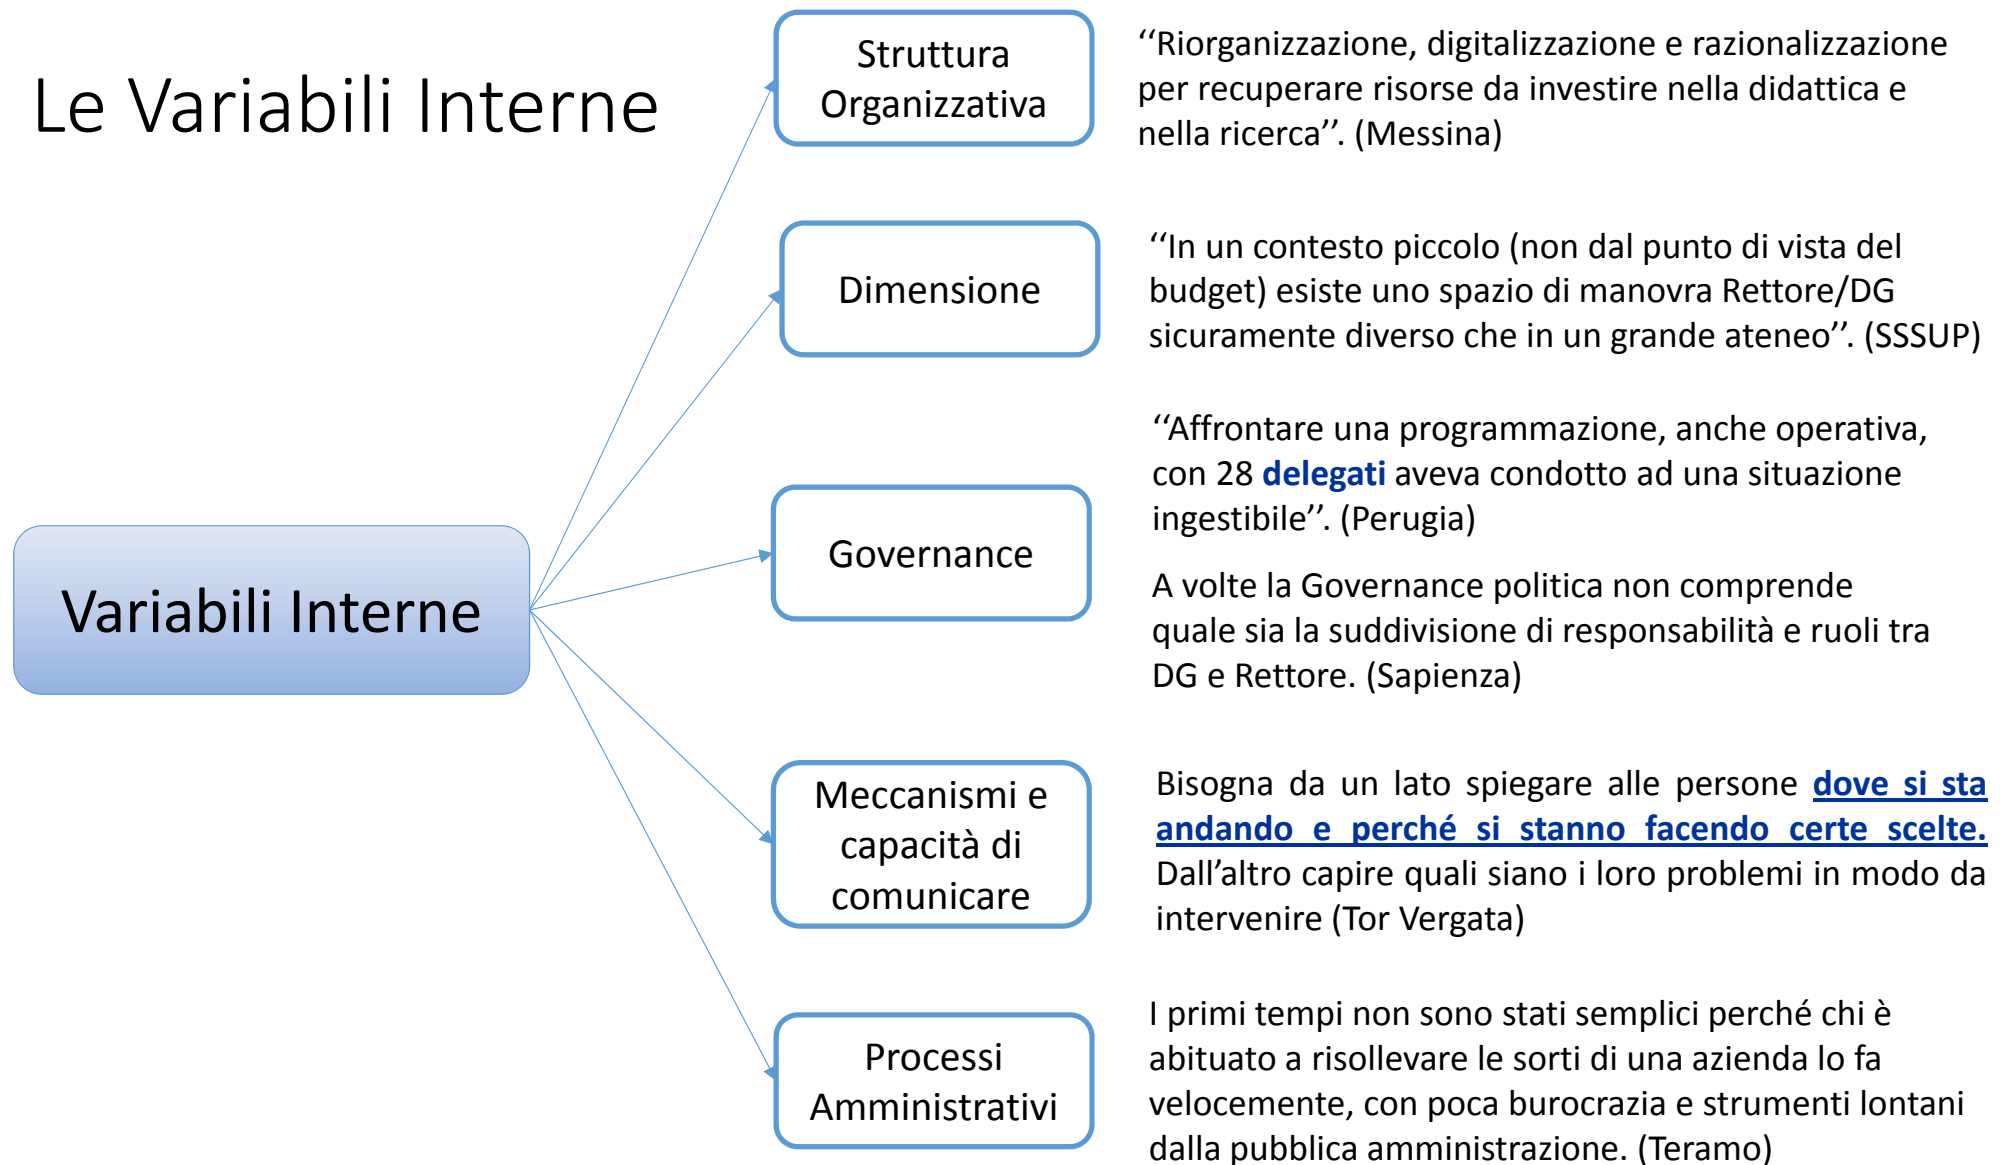 Le Variabili Interne
Variabili Interne
Struttura
Organizzativa
‘‘Riorganizzazione, digitalizzazione e razionalizzazione
per recuperare risorse da investire nella didattica e
nella ricerca’’. (Messina)
Dimensione
‘‘In un contesto piccolo (non dal punto di vista del
budget) esiste uno spazio di manovra Rettore/DG
sicuramente diverso che in un grande ateneo’’. (SSSUP)
Governance
‘‘Affrontare una programmazione, anche operativa,
con 28 delegati aveva condotto ad una situazione
ingestibile’’. (Perugia)
A volte la Governance politica non comprende
quale sia la suddivisione di responsabilità e ruoli tra
DG e Rettore. (Sapienza)
Meccanismi e
capacità di
comunicare
Bisogna da un lato spiegare alle persone dove si sta
andando e perché si stanno facendo certe scelte.
Dall’altro capire quali siano i loro problemi in modo da
intervenire (Tor Vergata)
Processi
Amministrativi
I primi tempi non sono stati semplici perché chi è
abituato a risollevare le sorti di una azienda lo fa
velocemente, con poca burocrazia e strumenti lontani
dalla pubblica amministrazione. (Teramo)